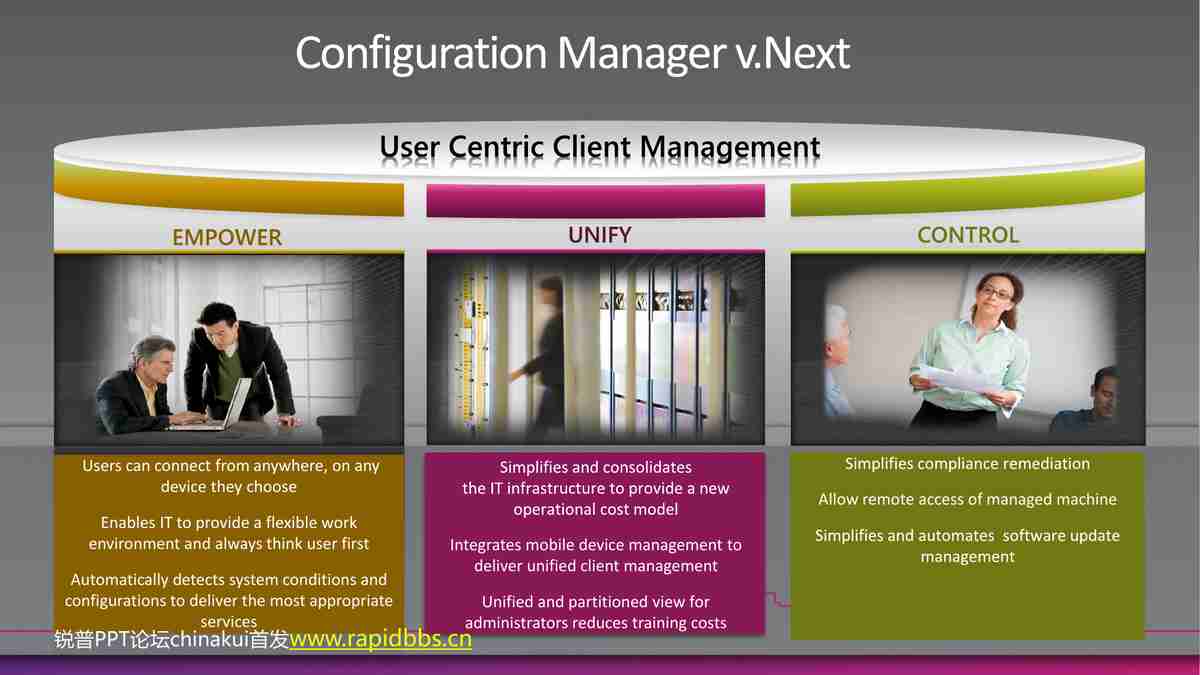 Configuration Manager v.Next
User Centric Client Management
EMPOWER
UNIFY
CONTROL
Users can connect from anywhere, on any
device they choose
Enables IT to provide a flexible work
environment and always think user first
Automatically detects system conditions and
configurations to deliver the most appropriate
services
Simplifies and consolidates
the IT infrastructure to provide a new
operational cost model
Integrates mobile device management to
deliver unified client management
Unified and partitioned view for
administrators reduces training costs
Simplifies compliance remediation
Allow remote access of managed machine
Simplifies and automates software update
management
锐普PPT论坛chinakui首发www.rapidbbs.cn